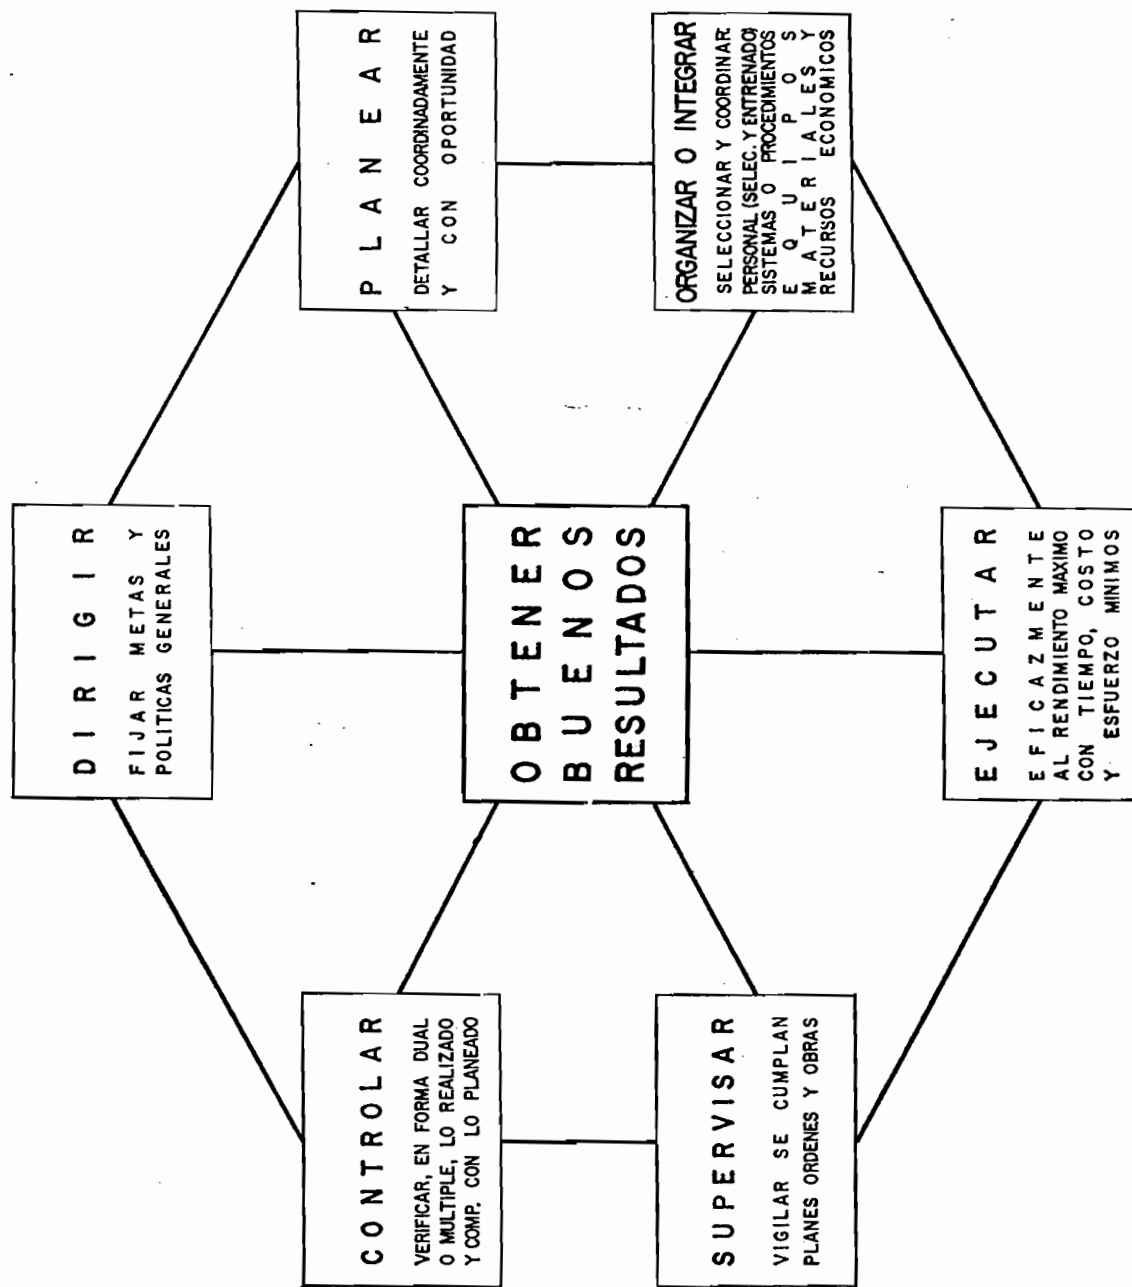 DIRIGIR
FIJAR METAS Y
POLITICAS GENERALES
CONTROLAR
VERIFICAR, EN FORMA DUAL
O MULTIPLE, LO REALIZADO
Y COMP. CON LO PLANEADO
PLANEAR
DETALLAR COORDINADAMENTE
Y CON OPORTUNIDAD
OBTENER
BUENOS
RESULTADOS
SUPERVISAR
VIGILAR SE CUMPLAN
PLANES ORDENES Y OBRAS
ORGANIZAR O INTEGRAR
SELECCIONAR Y COORDINAR:
PERSONAL (SELEC. Y ENTRENADO)
SISTEMAS O PROCEDIMIENTOS
EQUIPOS
MATERIALES Y
RECURSOS ECONOMICOS
EJECUTAR
EFICAZMENTE
AL RENDIMIENTO MAXIMO
CON TIEMPO, COSTO
Y ESFUERZO MINIMOS